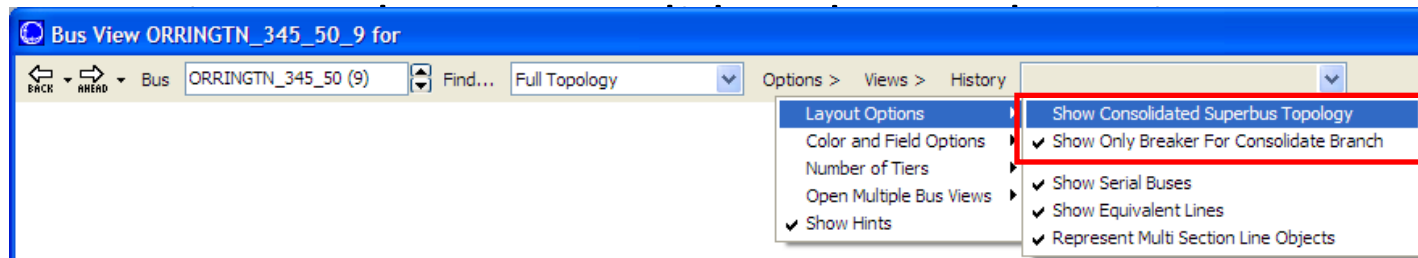 Bus View ORRINGTN_345_50_9 for
BACK AHEAD Bus ORRINGTN_345_50 (9) Find... Full Topology Options > Views > History
Layout Options
Color and Field Options
Number of Tiers
Open Multiple Bus Views
Show Hints
Show Consolidated Superbus Topology
Show Only Breaker For Consolidate Branch
Show Serial Buses
Show Equivalent Lines
Represent Multi Section Line Objects